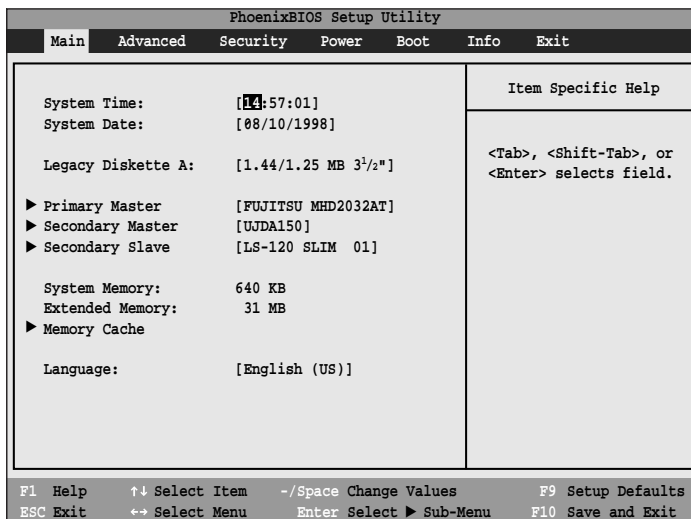 PhoenixBIOS Setup Utility
Main Advanced Security Power Boot Info Exit
Item Specific Help
System Time: [14:57:01]
System Date: [08/10/1998]
<Tab>, <Shift-Tab>, or
<Enter> selects field.
Legacy Diskette A: [1.44/1.25 MB 3¹/₂"]
▶ Primary Master [FUJITSU MHD2032AT]
▶ Secondary Master [UJDA150]
▶ Secondary Slave [LS-120 SLIM 01]
System Memory: 640 KB
Extended Memory: 31 MB
▶ Memory Cache
Language: [English (US)]
F1 Help ↑↓ Select Item -/Space Change Values F9 Setup Defaults
ESC Exit ←→ Select Menu Enter Select ▶ Sub-Menu F10 Save and Exit